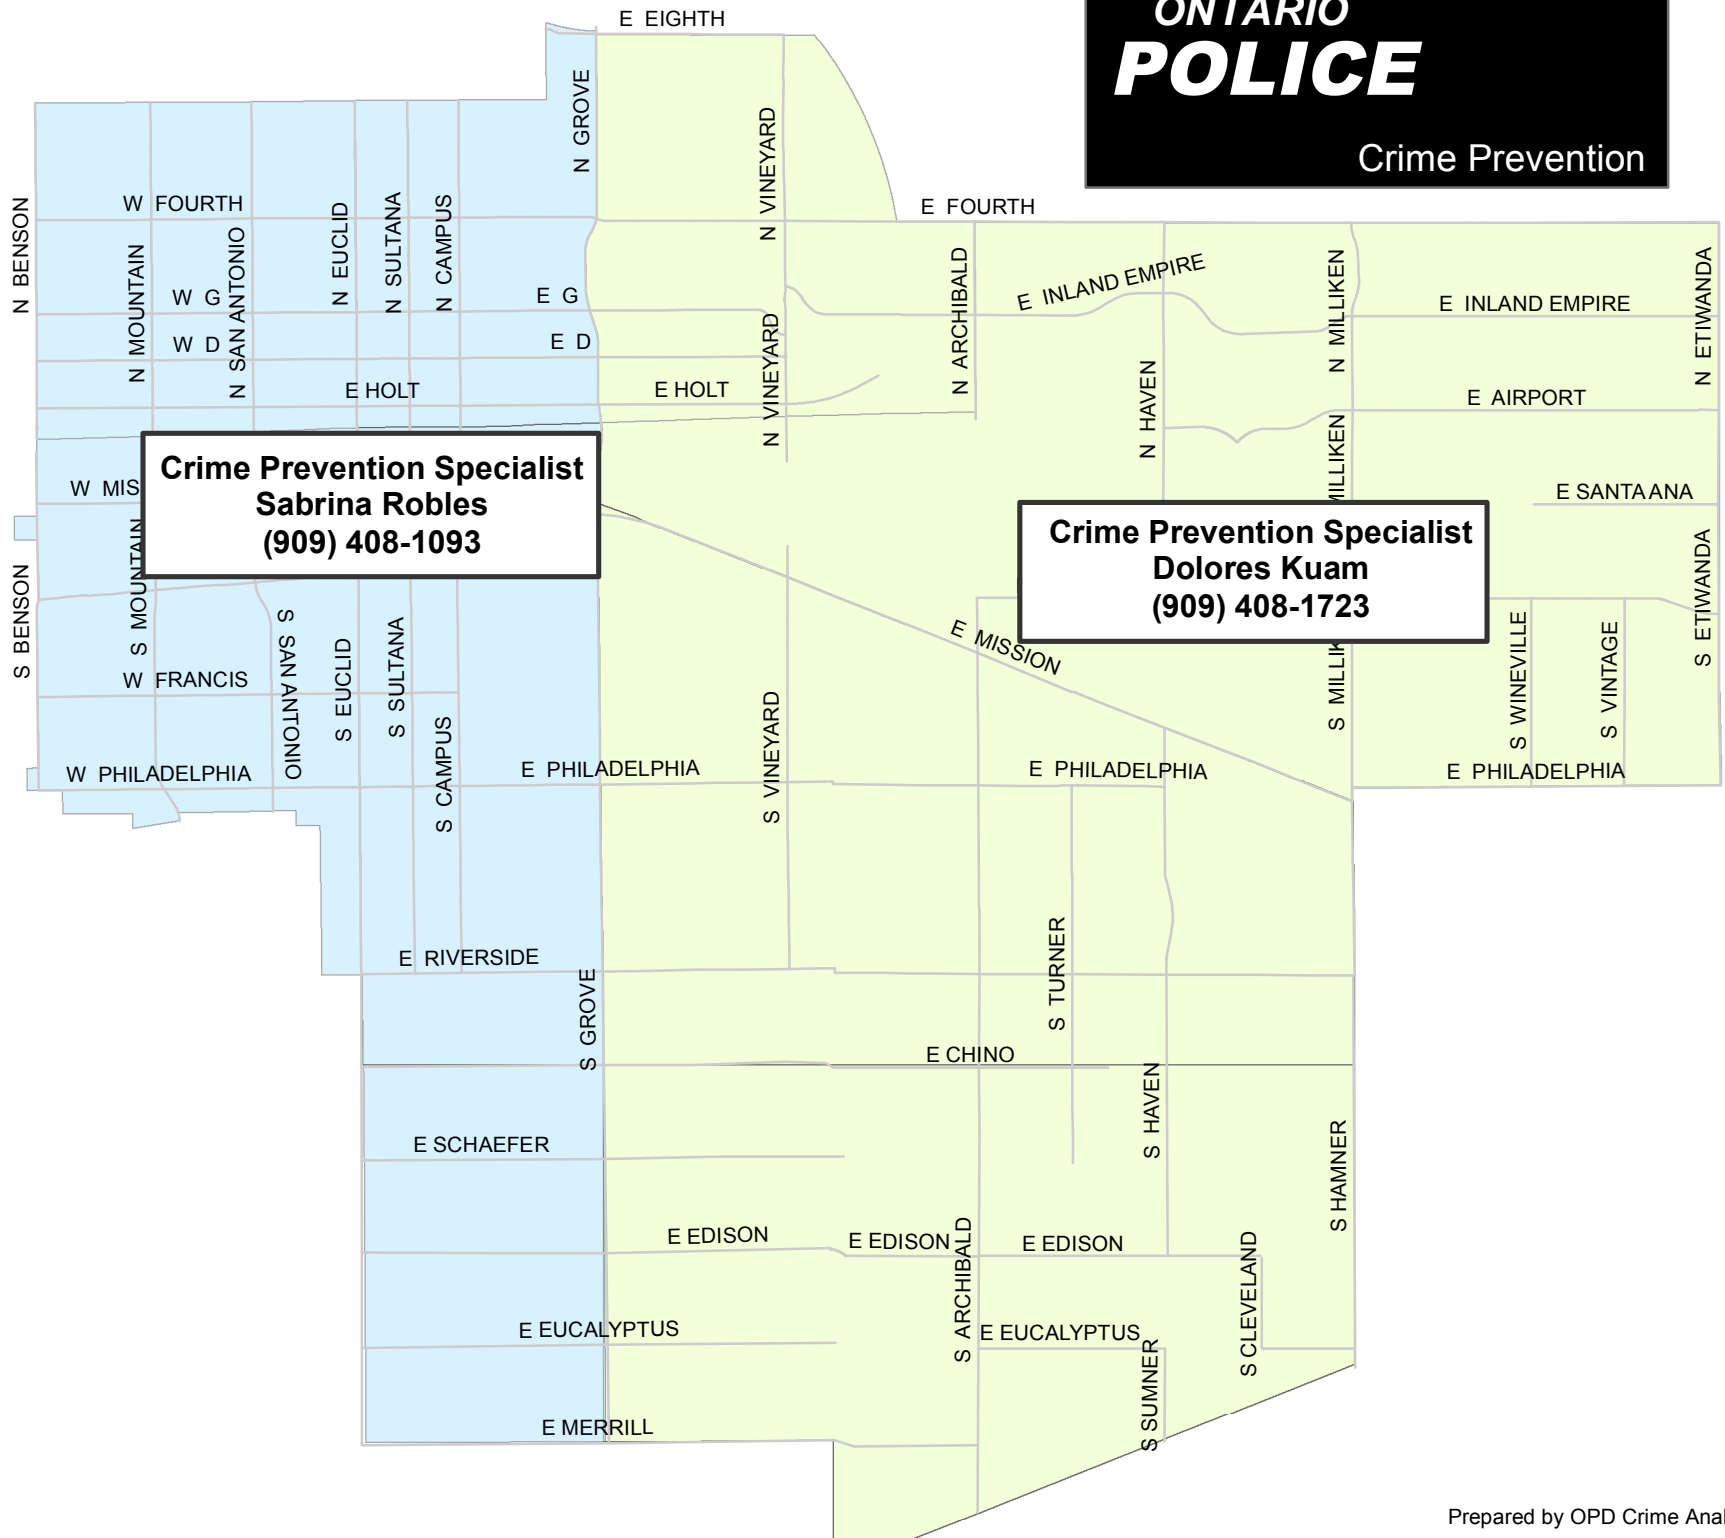 E EIGHTH
ONTARIO
POLICE
Crime Prevention
N GROVE
N VINEYARD
W FOURTH
E FOURTH
N BENSON
N MOUNTAIN
N SAN ANTONIO
N EUCLID
N SULTANA
N CAMPUS
W G
E G
W D
E D
E HOLT
E HOLT
N VINEYARD
N ARCHIBALD
E INLAND EMPIRE
N HAVEN
N MILLIKEN
E INLAND EMPIRE
N ETIWANDA
E AIRPORT
W MIS
Crime Prevention Specialist
Sabrina Robles
(909) 408-1093
MILLIKEN
E SANTA ANA
Crime Prevention Specialist
Dolores Kuam
(909) 408-1723
S BENSON
S MOUNTAIN
S SAN ANTONIO
S EUCLID
S SULTANA
S CAMPUS
W FRANCIS
E MISSION
S VINEYARD
S MILLIK
S WINEVILLE
S VINTAGE
S ETIWANDA
W PHILADELPHIA
E PHILADELPHIA
E PHILADELPHIA
E PHILADELPHIA
E RIVERSIDE
S GROVE
S TURNER
E CHINO
S HAVEN
E SCHAEFER
S HAMNER
E EDISON
E EDISON
E EDISON
S ARCHIBALD
S CLEVELAND
E EUCALYPTUS
E EUCALYPTUS
S SUMNER
E MERRILL
Prepared by OPD Crime Anal